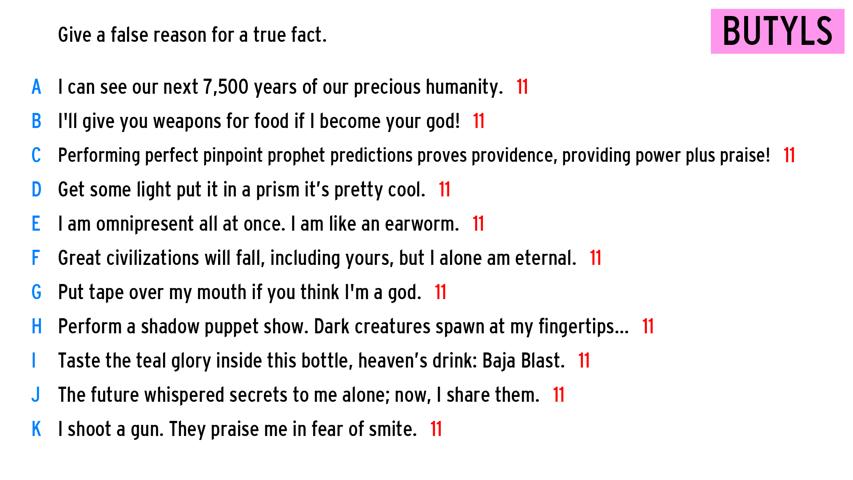 Give a false reason for a true fact.
BUTYLS
A I can see our next 7,500 years of our precious humanity. 11
B I'll give you weapons for food if I become your god! 11
C Performing perfect pinpoint prophet predictions proves providence, providing power plus praise! 11
D Get some light put it in a prism it's pretty cool. 11
E I am omnipresent all at once. I am like an earworm. 11
F Great civilizations will fall, including yours, but I alone am eternal. 11
G Put tape over my mouth if you think I'm a god. 11
H Perform a shadow puppet show. Dark creatures spawn at my fingertips... 11
I Taste the teal glory inside this bottle, heaven's drink: Baja Blast. 11
J The future whispered secrets to me alone; now, I share them. 11
K I shoot a gun. They praise me in fear of smite. 11